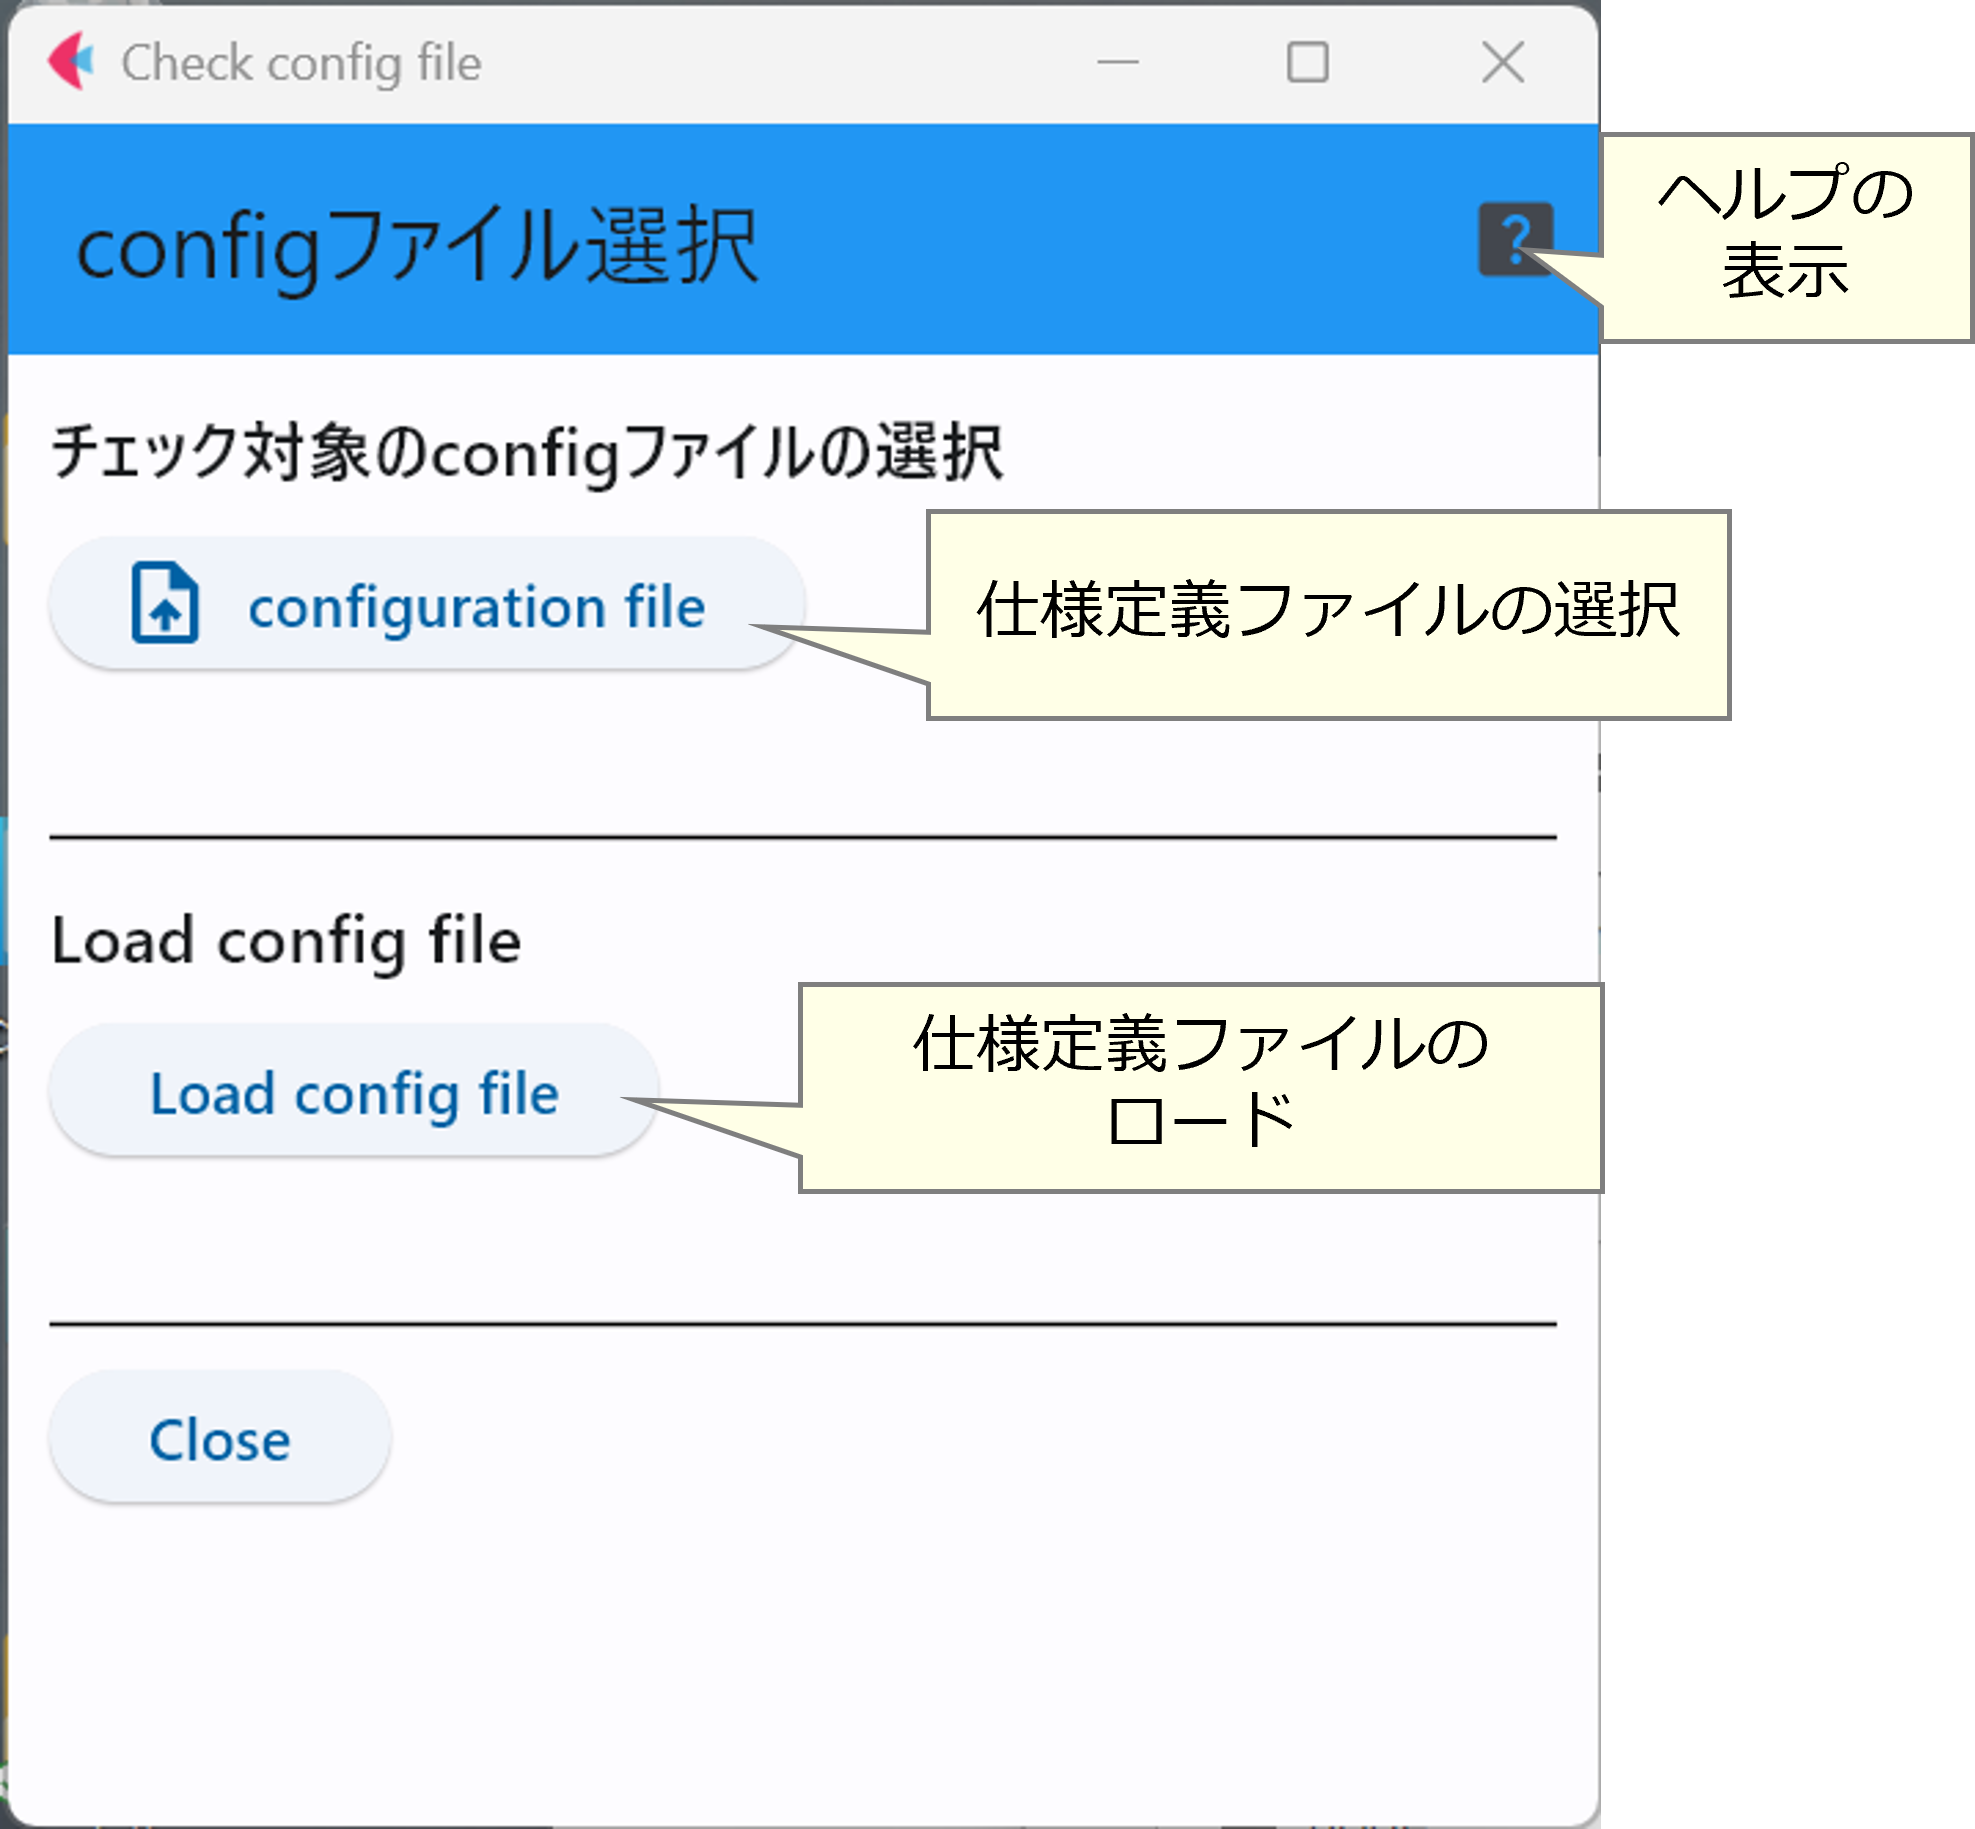 Check config file
configファイル選択
?
ヘルプの
表示
チェック対象のconfigファイルの選択
configuration file
仕様定義ファイルの選択
Load config file
Load config file
仕様定義ファイルの
ロード
Close